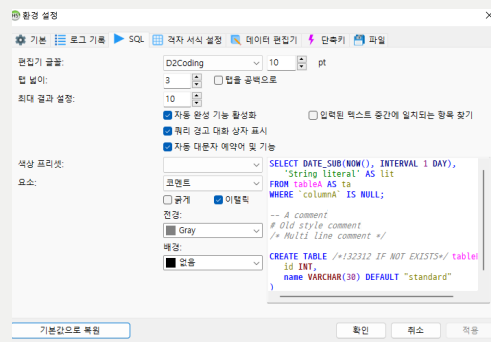 환경 설정
기본 로그 기록 SQL 격자 서식 설정 데이터 편집기 단축키 파일
편집기 글꼴: D2Coding 10 pt
탭 넓이: 3 탭을 공백으로
최대 결과 설정: 10
자동 완성 기능 활성화 입력된 텍스트 중간에 일치되는 항목 찾기
쿼리 경고 대화 상자 표시
자동 대문자 예약어 및 기능
색상 프리셋:
요소: 코멘트
굵게 이탤릭
전경:
Gray
배경:
없음
SELECT DATE_SUB(NOW(), INTERVAL 1 DAY),
'String literal' AS lit
FROM tableA AS ta
WHERE `columnA` IS NULL;
-- A comment
# Old style comment
/* Multi line comment */
CREATE TABLE /*!32312 IF NOT EXISTS*/ table
id INT,
name VARCHAR(30) DEFAULT "standard"
)
기본값으로 복원 확인 취소 적용